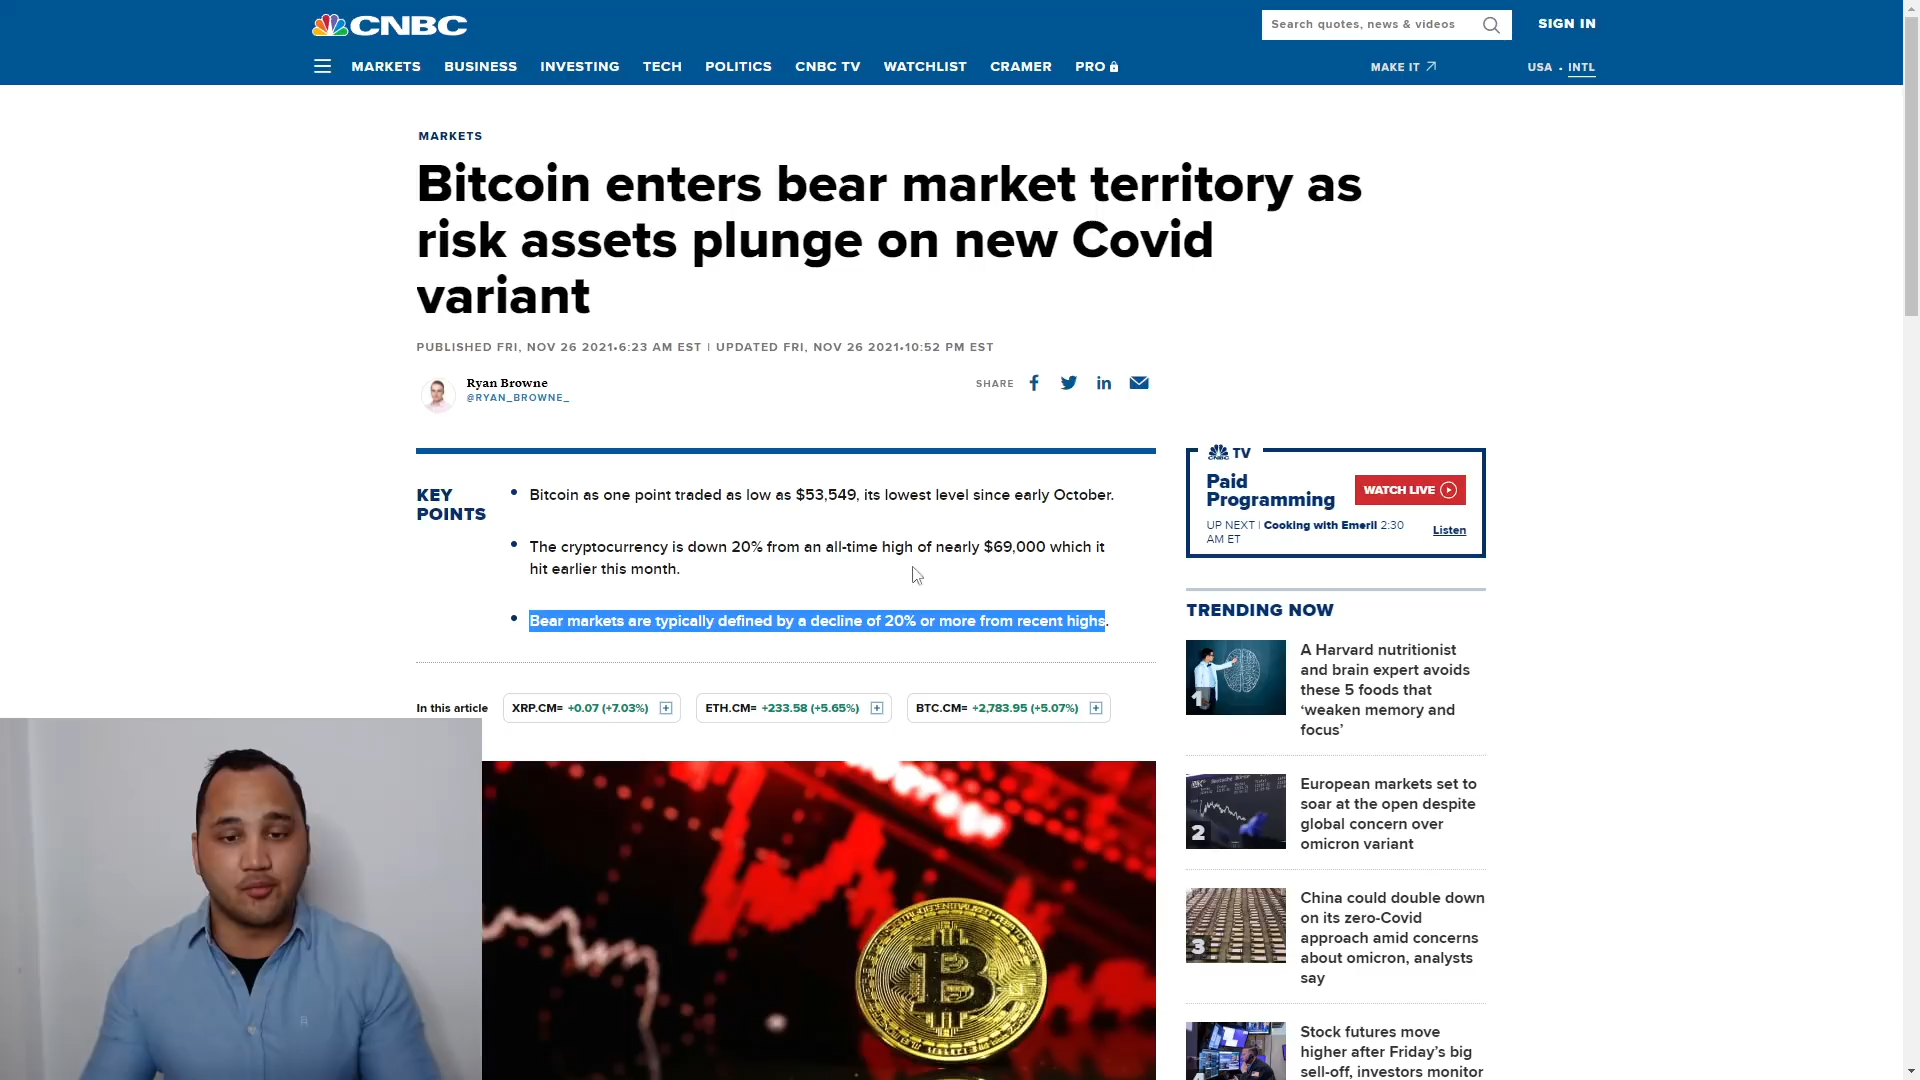 CNBC
Search quotes, news & videos
SIGN IN
MARKETS BUSINESS INVESTING TECH POLITICS CNBC TV WATCHLIST CRAMER PRO
MAKE IT
USA • INTL
MARKETS
Bitcoin enters bear market territory as
risk assets plunge on new Covid
variant
PUBLISHED FRI, NOV 26 2021•6:23 AM EST | UPDATED FRI, NOV 26 2021•10:52 PM EST
Ryan Browne
@RYAN_BROWNE_
SHARE
KEY
POINTS
• Bitcoin as one point traded as low as $53,549, its lowest level since early October.
• The cryptocurrency is down 20% from an all-time high of nearly $69,000 which it
hit earlier this month.
• Bear markets are typically defined by a decline of 20% or more from recent highs.
In this article
XRP.CM= +0.07 (+7.03%)
ETH.CM= +233.58 (+5.65%)
BTC.CM= +2,783.95 (+5.07%)
CNBC TV
Paid
Programming
WATCH LIVE
UP NEXT | Cooking with Emeril 2:30
AM ET
Listen
TRENDING NOW
1
A Harvard nutritionist
and brain expert avoids
these 5 foods that
‘weaken memory and
focus’
2
European markets set to
soar at the open despite
global concern over
omicron variant
3
China could double down
on its zero-Covid
approach amid concerns
about omicron, analysts
say
Stock futures move
higher after Friday’s big
sell-off, investors monitor